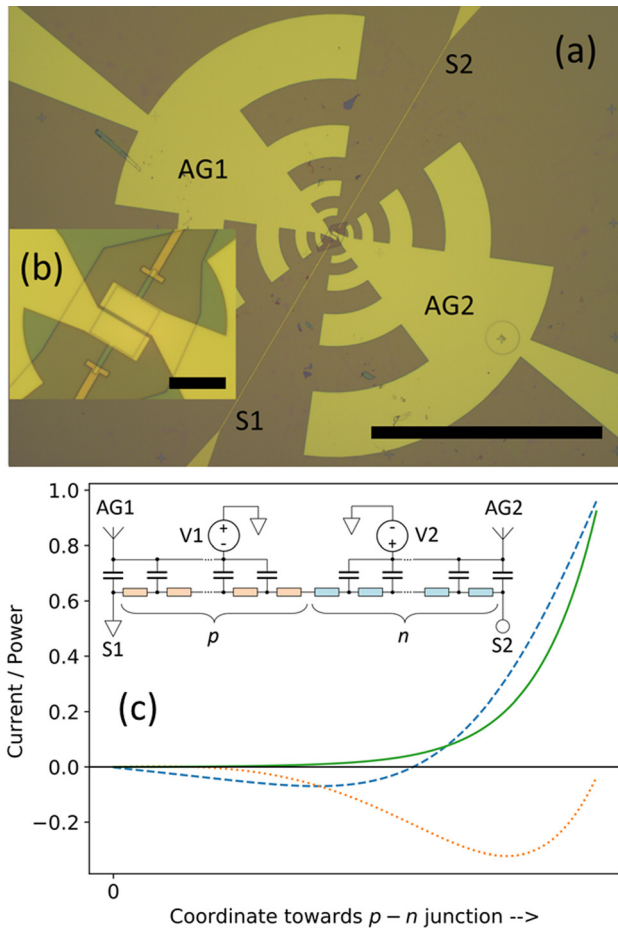 (a)
S2
AG1
(b)
AG2
S1
1.0
0.8
0.6
0.4
0.2
0.0
−0.2
Current / Power
AG1
AG2
V1
V2
+
-
-
+
S1
p
n
S2
(c)
0
Coordinate towards p − n junction -->